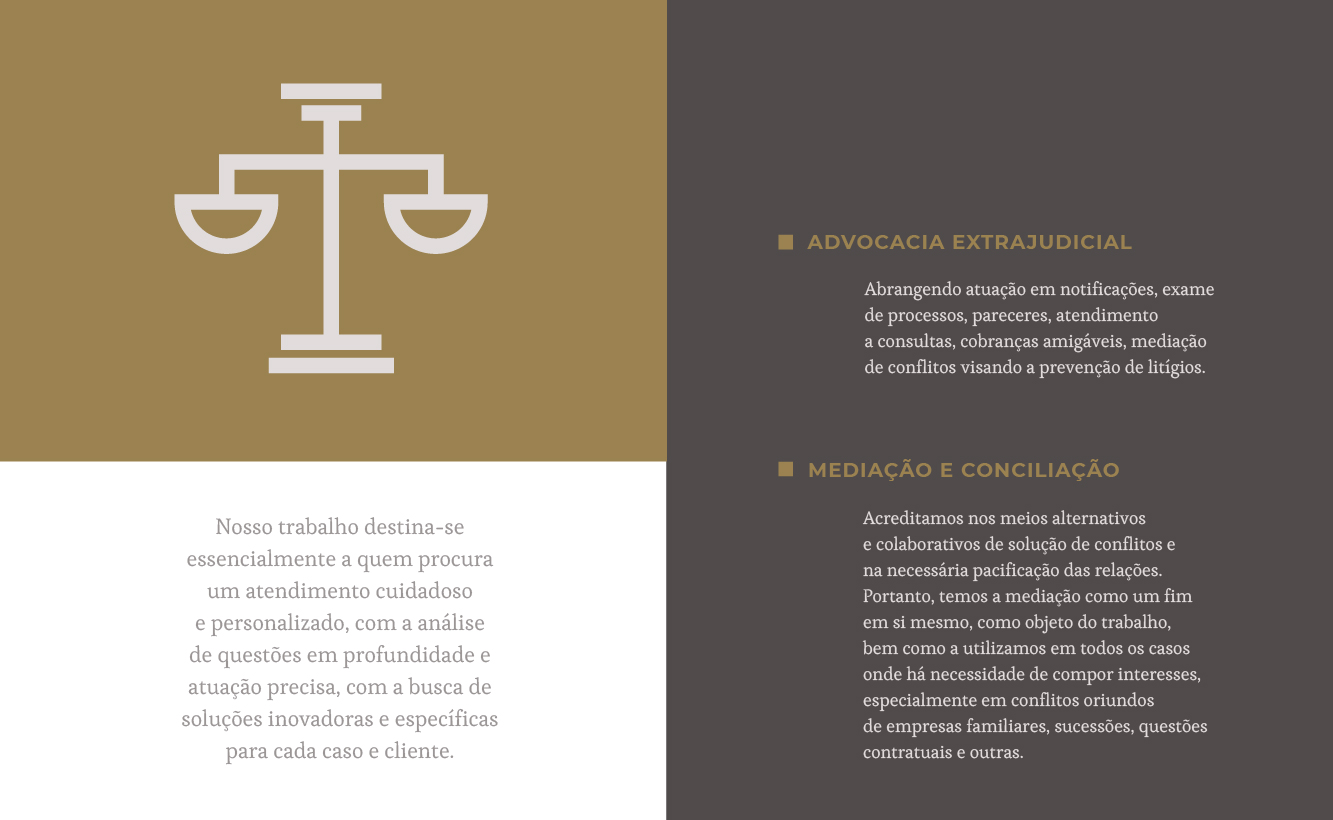 Nosso trabalho destina-se
essencialmente a quem procura
um atendimento cuidadoso
e personalizado, com a análise
de questões em profundidade e
atuação precisa, com a busca de
soluções inovadoras e específicas
para cada caso e cliente.
ADVOCACIA EXTRAJUDICIAL
Abrangendo atuação em notificações, exame
de processos, pareceres, atendimento
a consultas, cobranças amigáveis, mediação
de conflitos visando a prevenção de litígios.
MEDIAÇÃO E CONCILIAÇÃO
Acreditamos nos meios alternativos
e colaborativos de solução de conflitos e
na necessária pacificação das relações.
Portanto, temos a mediação como um fim
em si mesmo, como objeto do trabalho,
bem como a utilizamos em todos os casos
onde há necessidade de compor interesses,
especialmente em conflitos oriundos
de empresas familiares, sucessões, questões
contratuais e outras.